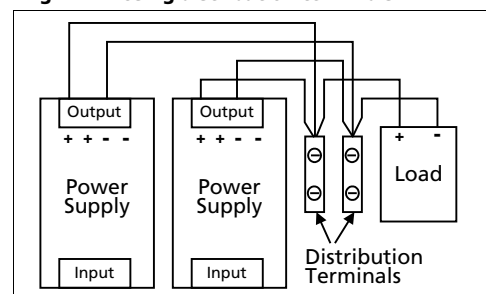 Output
+ + - -
Power
Supply
Input
Output
+ + - -
Power
Supply
Input
+ -
Load
Distribution
Terminals